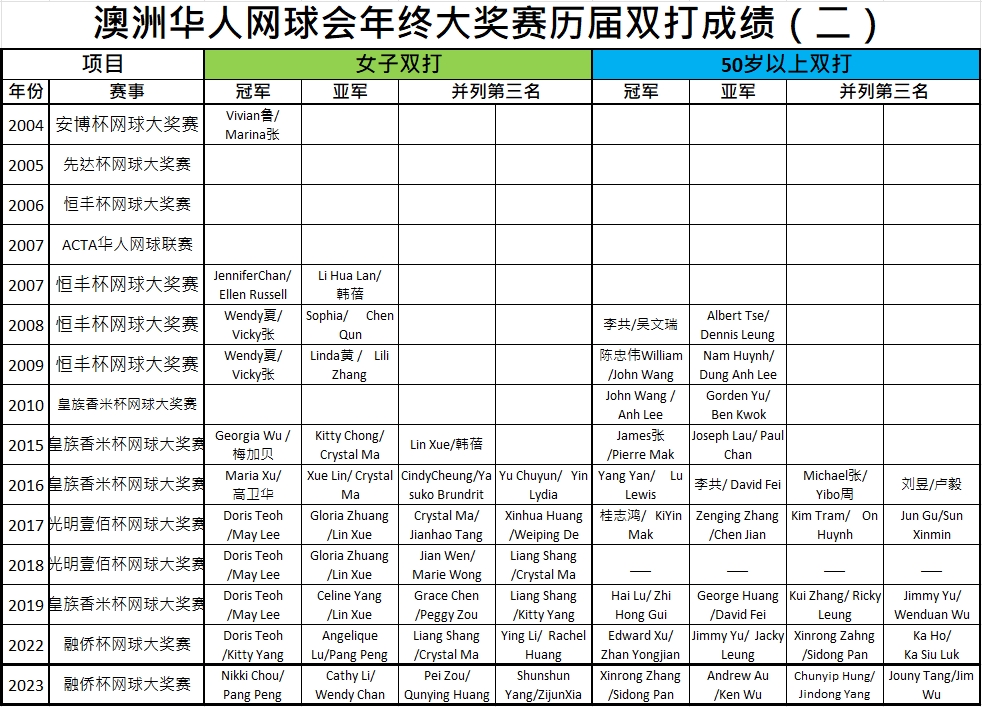 澳洲华人网球会年终大奖赛历届双打成绩（二）
项目 女子双打 50岁以上双打
年份 赛事 冠军 亚军 并列第三名 冠军 亚军 并列第三名
2004 安博杯网球大奖赛 Vivian鲁/
Marina张
2005 先达杯网球大奖赛
2006 恒丰杯网球大奖赛
2007 ACTA华人网球联赛
2007 恒丰杯网球大奖赛 JenniferChan/ Li Hua Lan/
Ellen Russell 韩蓓
2008 恒丰杯网球大奖赛 Wendy夏/ Sophia/ Chen 李共/吴文瑞 Albert Tse/
Vicky张 Qun Dennis Leung
2009 恒丰杯网球大奖赛 Wendy夏/ Linda黄 / Lili 陈忠伟William Nam Huynh/
Vicky张 Zhang /John Wang Dung Anh Lee
2010 皇族香米杯网球大奖赛 John Wang / Gorden Yu/
Anh Lee Ben Kwok
2015 皇族香米杯网球大奖赛 Georgia Wu / Kitty Chong/ Lin Xue/韩蓓 James张 Joseph Lau/ Paul
梅加贝 Crystal Ma /Pierre Mak Chan
2016 皇族香米杯网球大奖赛 Maria Xu/ Xue Lin/ Crystal CindyCheung/Ya Yu Chuyun/ Yin Yang Yan/ Lu 李共/ David Fei Michael张/ 刘昱/卢毅
高卫华 Ma suko Brundrit Lydia Lewis Yibo周
2017 光明壹佰杯网球大奖赛 Doris Teoh Gloria Zhuang Crystal Ma/ Xinhua Huang 桂志鸿/ KiYin Zenging Zhang Kim Tram/ On Jun Gu/Sun
/May Lee /Lin Xue Jianhao Tang /Weiping De Mak /Chen Jian Huynh Xinmin
2018 光明壹佰杯网球大奖赛 Doris Teoh Gloria Zhuang Jian Wen/ Liang Shang —— —— —— ——
/May Lee /Lin Xue Marie Wong /Crystal Ma
2019 皇族香米杯网球大奖赛 Doris Teoh Celine Yang Grace Chen Liang Shang Hai Lu/ Zhi George Huang Kui Zhang/ Ricky Jimmy Yu/
/May Lee /Lin Xue /Peggy Zou /Kitty Yang Hong Gui /David Fei Leung Wenduan Wu
2022 融侨杯网球大奖赛 Doris Teoh Angelique Liang Shang Ying Li/ Rachel Edward Xu/ Jimmy Yu/ Jacky Xinrong Zahng Ka Ho/
/Kitty Yang Lu/Pang Peng /Crystal Ma Huang Zhan Yongjian Leung /Sidong Pan Ka Siu Luk
2023 融侨杯网球大奖赛 Nikki Chou/ Cathy Li/ Pei Zou/ Shunshun Xinrong Zhang Andrew Au Chunyip Hung/ Jouny Tang/Jim
Pang Peng Wendy Chan Qunying Huang Yang/ZijunXia /Sidong Pan /Ken Wu Jindong Yang Wu